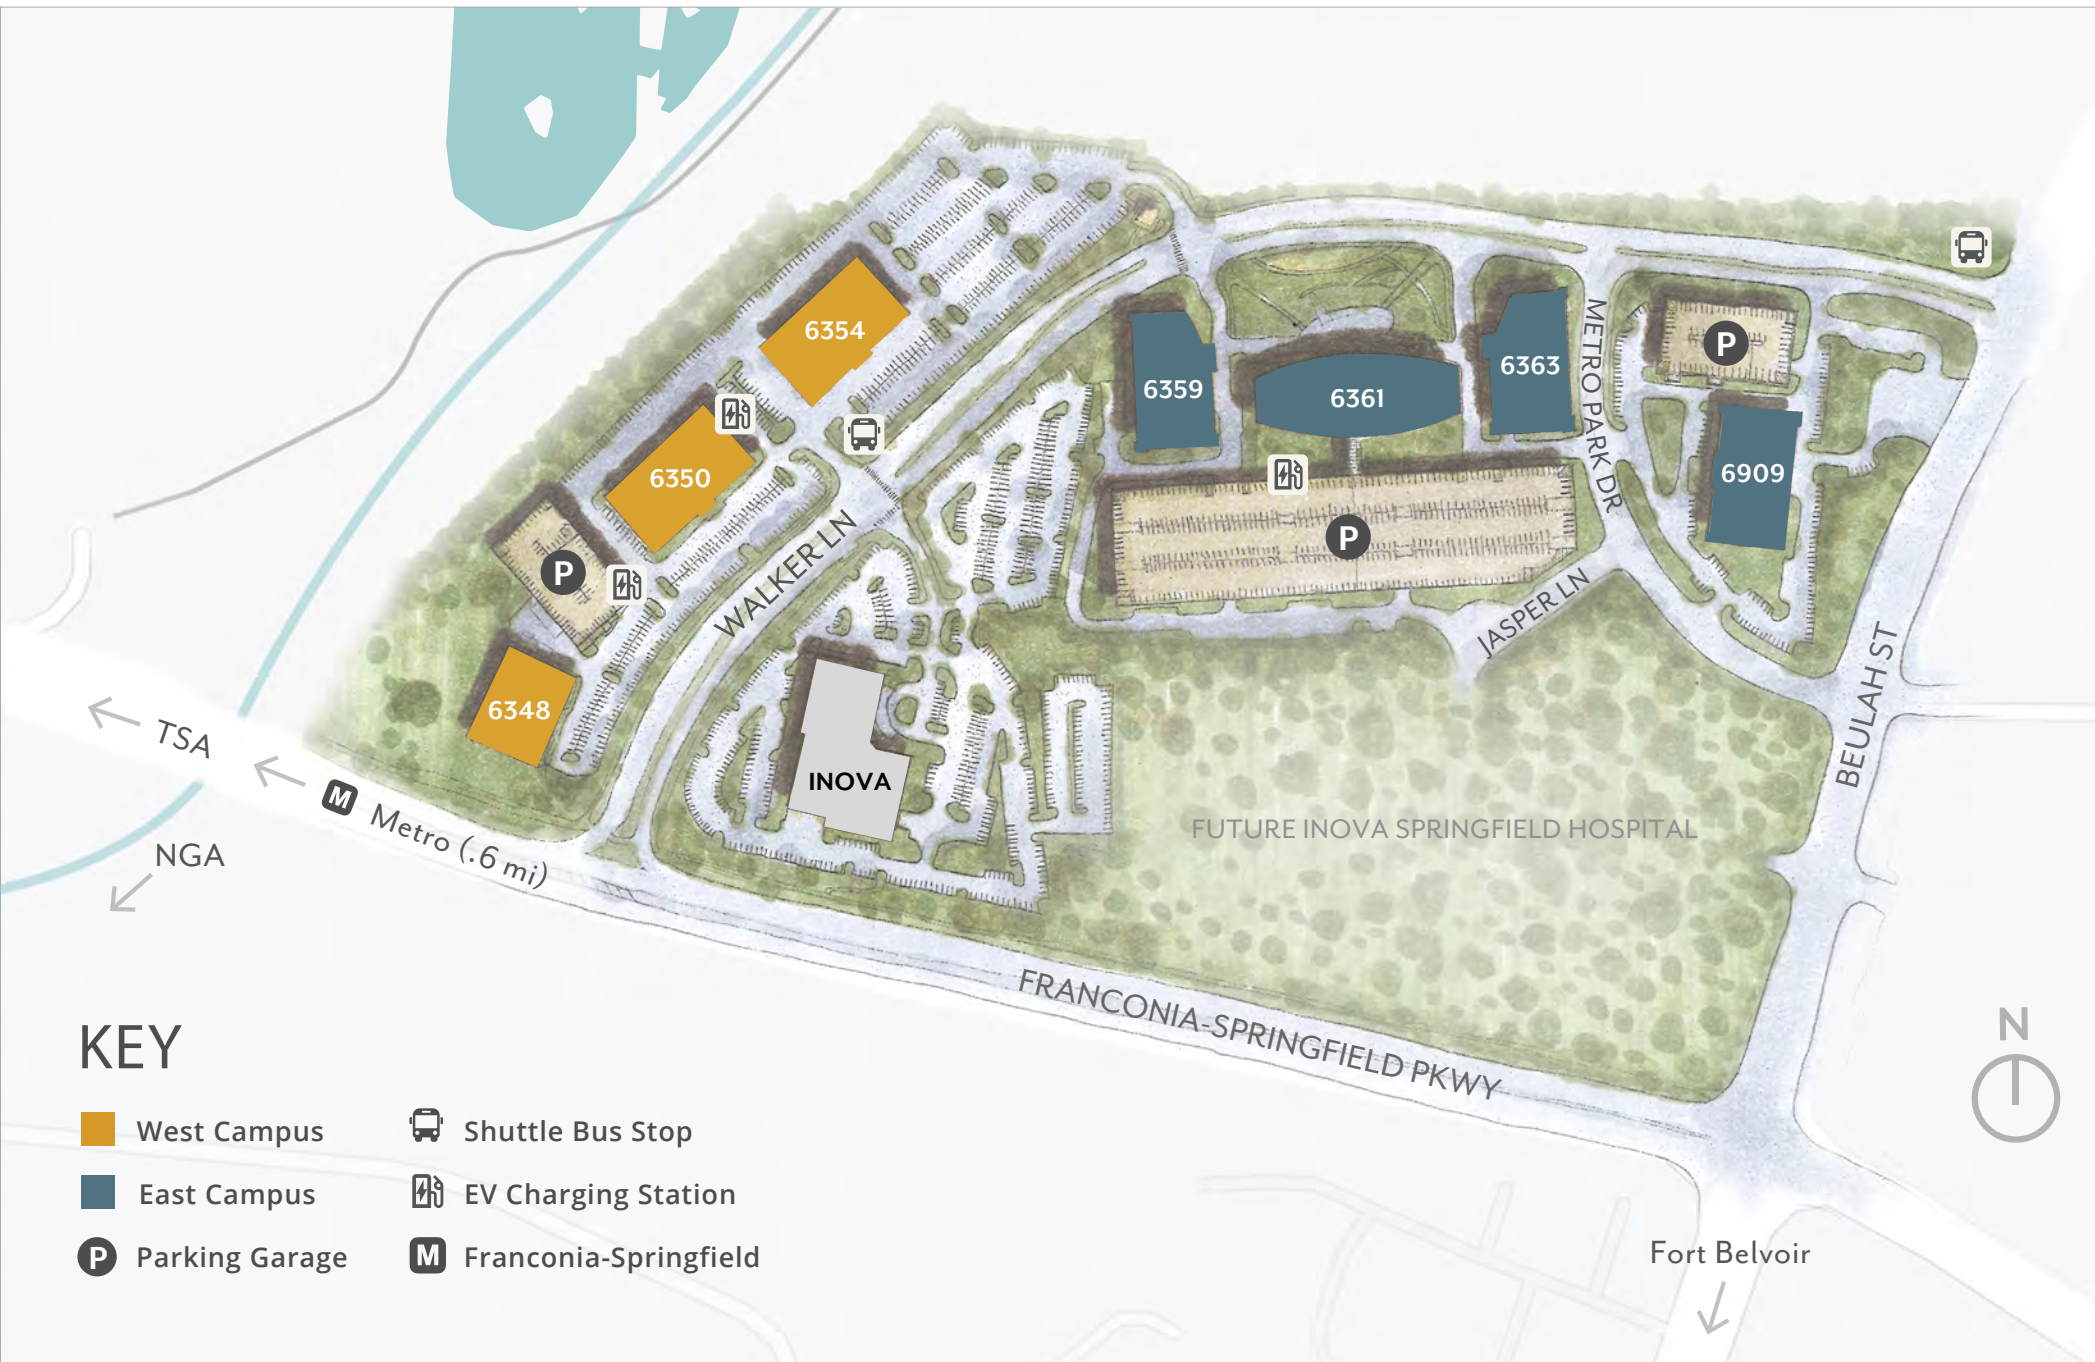 6354
6359
6361
6363
METRO PARK DR
P
6909
6350
P
P
WALKER LN
JASPER LN
6348
INOVA
BEULAH ST
FUTURE INOVA SPRINGFIELD HOSPITAL
TSA
M Metro (.6 mi)
NGA
FRANCONIA-SPRINGFIELD PKWY
N
KEY
West Campus
Shuttle Bus Stop
East Campus
EV Charging Station
P Parking Garage
M Franconia-Springfield
Fort Belvoir